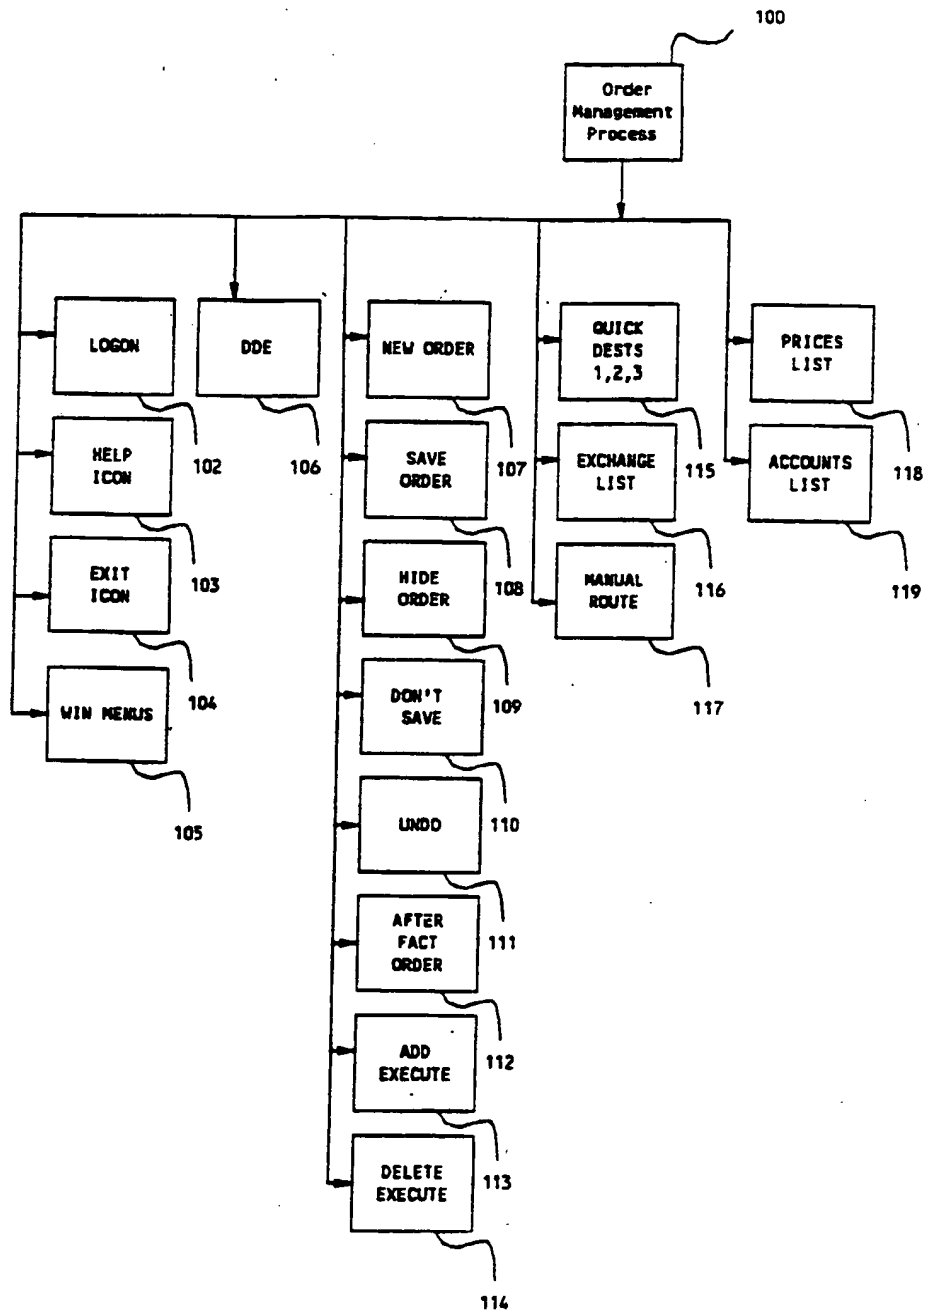 100
Order
Management
Process
LOGON
102
HELP
ICON
103
EXIT
ICON
104
WIN MENUS
105
DDE
106
NEW ORDER
107
SAVE
ORDER
108
HIDE
ORDER
109
DON'T
SAVE
110
UNDO
111
AFTER
FACT
ORDER
112
ADD
EXECUTE
113
DELETE
EXECUTE
114
QUICK
DESTS
1,2,3
115
EXCHANGE
LIST
116
MANUAL
ROUTE
117
PRICES
LIST
118
ACCOUNTS
LIST
119